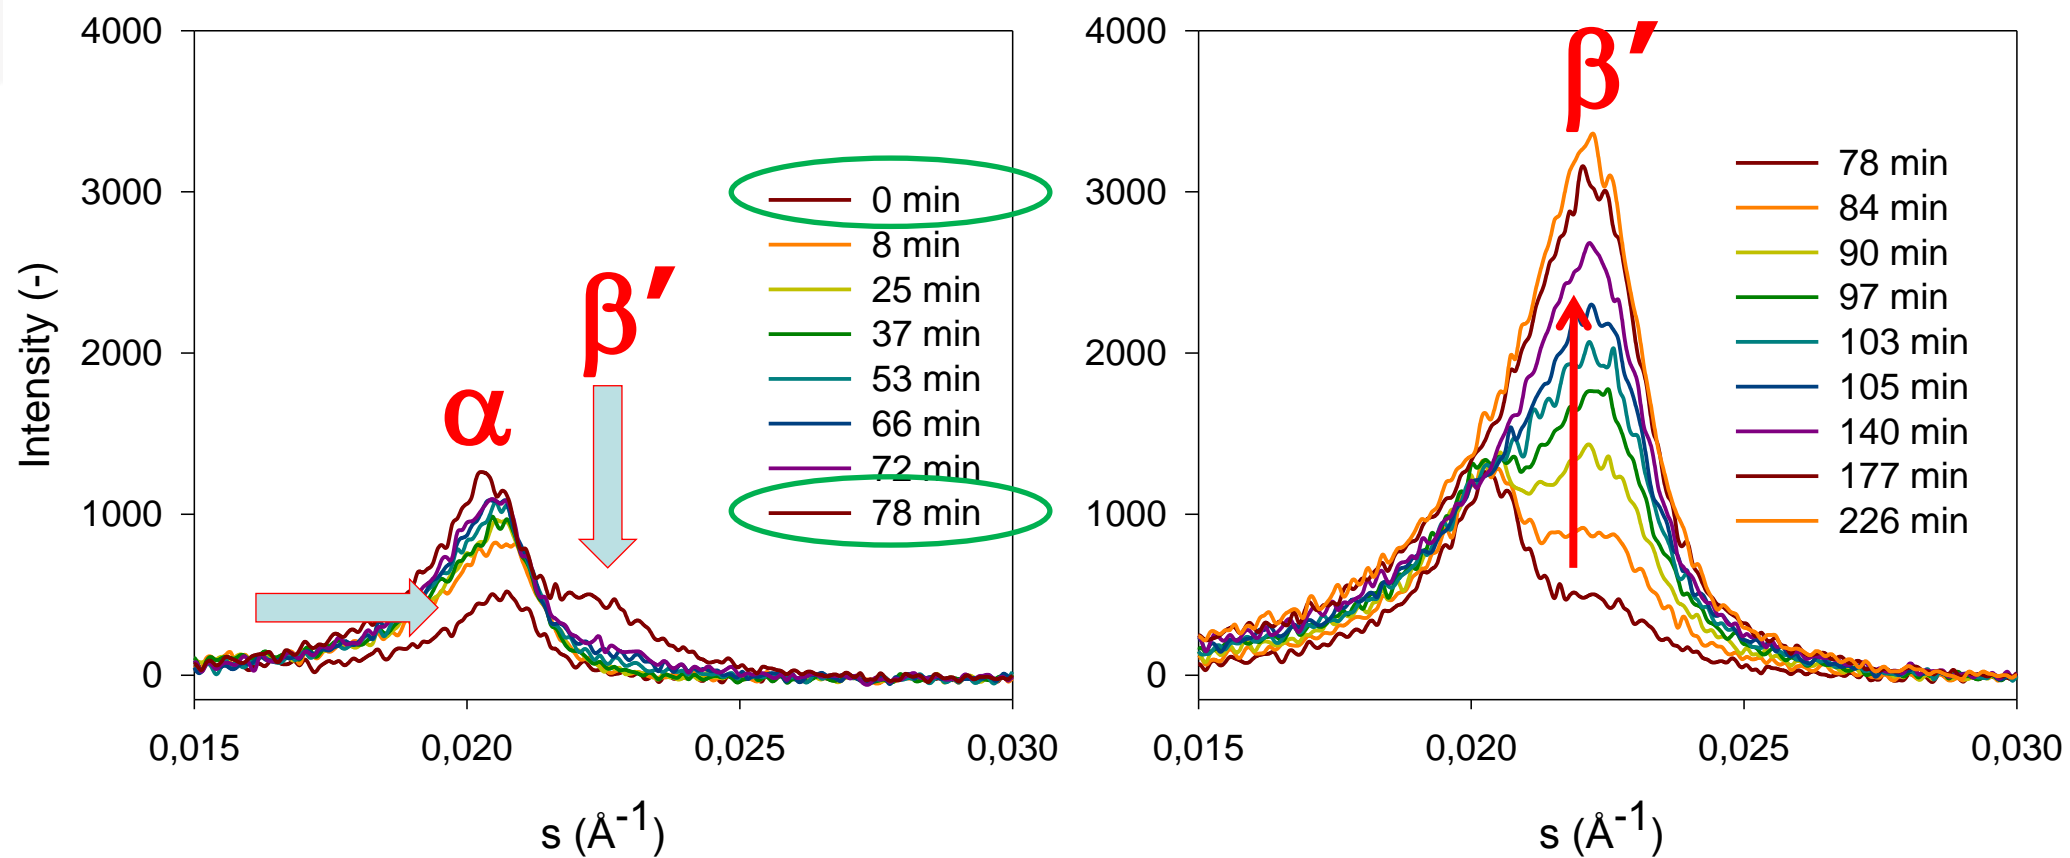 4000
3000
2000
1000
0
Intensity (-)
0,015
0,020
0,025
0,030
s (Å⁻¹)
α
β′
0 min
8 min
25 min
37 min
53 min
66 min
72 min
78 min
4000
3000
2000
1000
0
0,015
0,020
0,025
0,030
s (Å⁻¹)
β′
78 min
84 min
90 min
97 min
103 min
105 min
140 min
177 min
226 min